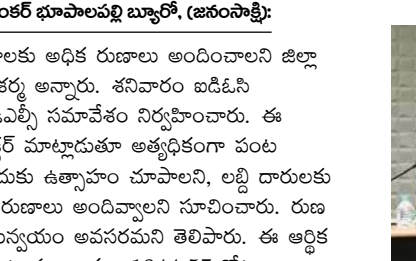 ంకర్ భూపాలపల్లి బ్యూరో, (జనంసాక్షి):
లకు అధిక రుణాలు అందించాలని జిల్లా
శర్మ అన్నారు. శనివారం ఐడిఓసి
ఎల్సీ సమావేశం నిర్వహించారు. ఈ
ర్ మాట్లాడుతూ అత్యధికంగా పంట
దుకు ఉత్సాహం చూపాలని, లబ్ది దారులకు
రుణాలు అందివ్వాలని సూచించారు. రుణ
న్వయం అవసరమని తెలిపారు. ఈ ఆర్థిక